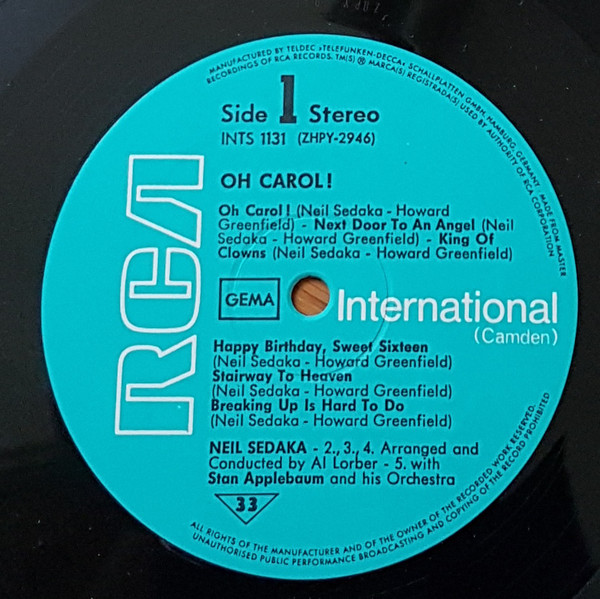 MANUFACTURED BY TELDEC »TELEFUNKEN-DECCA« SCHALLPLATTEN GMBH, HAMBURG, GERMANY - MADE FROM MASTER
RECORDINGS OF RCA RECORDS. TM(S) ® MARCA(S) REGISTRADA(S) USED BY AUTHORITY OF RCA CORPORATION
Side 1 Stereo
INTS 1131 (ZHPY-2946)
RCA
OH CAROL!
Oh Carol! (Neil Sedaka - Howard
Greenfield) - Next Door To An Angel (Neil
Sedaka - Howard Greenfield) - King Of
Clowns (Neil Sedaka - Howard Greenfield)
GEMA
International
(Camden)
Happy Birthday, Sweet Sixteen
(Neil Sedaka - Howard Greenfield)
Stairway To Heaven
(Neil Sedaka - Howard Greenfield)
Breaking Up Is Hard To Do
(Neil Sedaka - Howard Greenfield)
NEIL SEDAKA - 2., 3., 4. Arranged and
Conducted by Al Lorber - 5. with
Stan Applebaum and his Orchestra
33
ALL RIGHTS OF THE MANUFACTURER AND OF THE OWNER OF THE RECORDED WORK RESERVED.
UNAUTHORISED PUBLIC PERFORMANCE BROADCASTING AND COPYING OF THE RECORD PROHIBITED